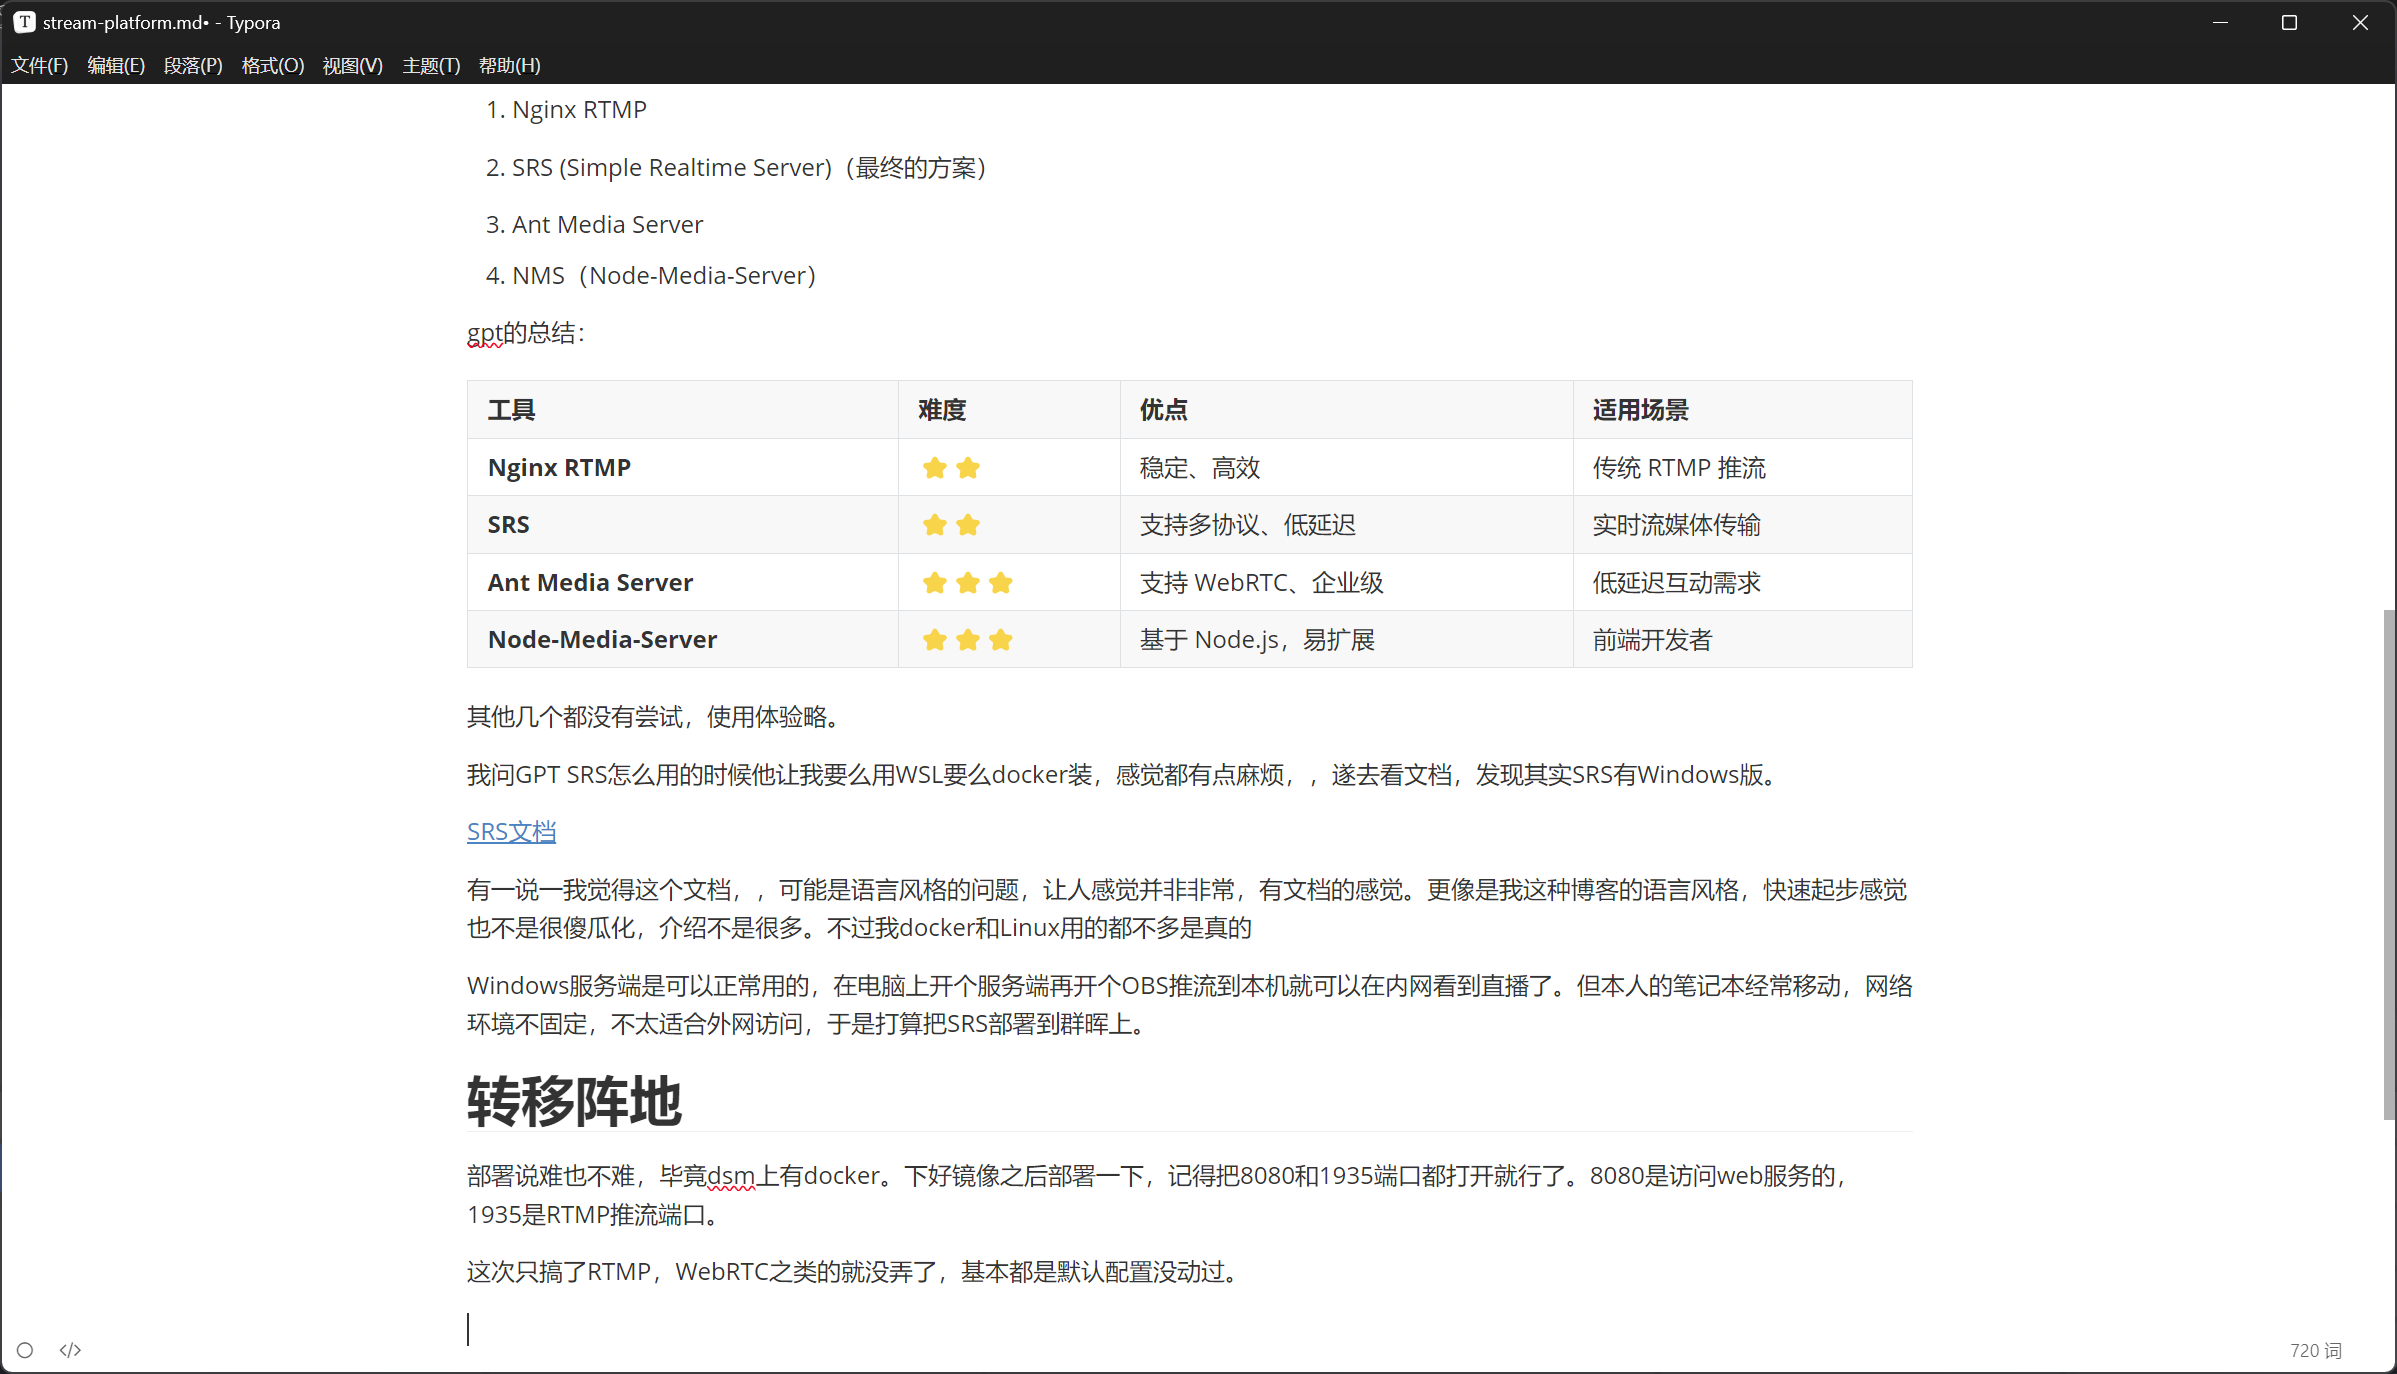 stream-platform.md• - Typora
文件(F) 编辑(E) 段落(P) 格式(O) 视图(V) 主题(T) 帮助(H)
1. Nginx RTMP
2. SRS (Simple Realtime Server)（最终的方案）
3. Ant Media Server
4. NMS（Node-Media-Server）
gpt的总结：
工具 难度 优点 适用场景
Nginx RTMP ⭐⭐ 稳定、高效 传统 RTMP 推流
SRS ⭐⭐ 支持多协议、低延迟 实时流媒体传输
Ant Media Server ⭐⭐⭐ 支持 WebRTC、企业级 低延迟互动需求
Node-Media-Server ⭐⭐⭐ 基于 Node.js，易扩展 前端开发者
其他几个都没有尝试，使用体验略。
我问GPT SRS怎么用的时候他让我要么用WSL要么docker装，感觉都有点麻烦，，遂去看文档，发现其实SRS有Windows版。
SRS文档
有一说一我觉得这个文档，，可能是语言风格的问题，让人感觉并非非常，有文档的感觉。更像是我这种博客的语言风格，快速起步感觉
也不是很傻瓜化，介绍不是很多。不过我docker和Linux用的都不多是真的
Windows服务端是可以正常用的，在电脑上开个服务端再开个OBS推流到本机就可以在内网看到直播了。但本人的笔记本经常移动，网络
环境不固定，不太适合外网访问，于是打算把SRS部署到群晖上。
转移阵地
部署说难也不难，毕竟dsm上有docker。下好镜像之后部署一下，记得把8080和1935端口都打开就行了。8080是访问web服务的，
1935是RTMP推流端口。
这次只搞了RTMP，WebRTC之类的就没弄了，基本都是默认配置没动过。
</> 720 词